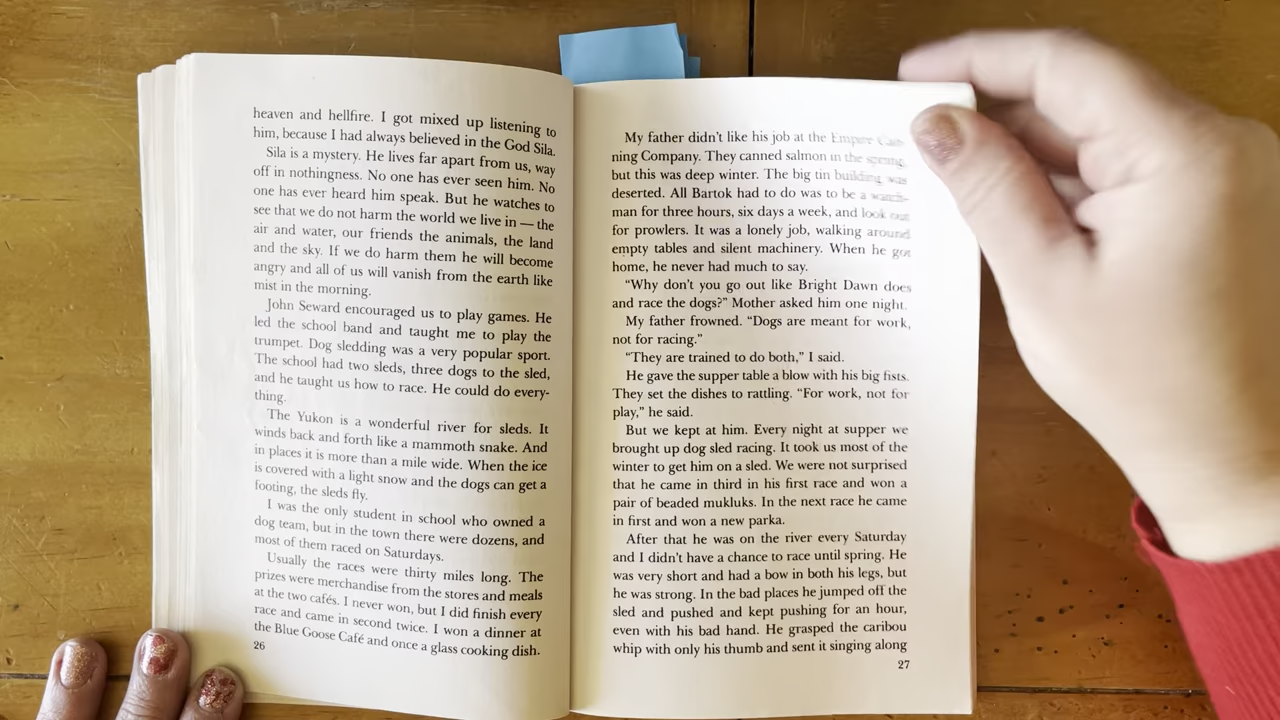 heaven and hellfire. I got mixed up listening to
him, because I had always believed in the God Sila.
Sila is a mystery. He lives far apart from us, way
off in nothingness. No one has ever seen him. No
one has ever heard him speak. But he watches to
see that we do not harm the world we live in — the
air and water, our friends the animals, the land
and the sky. If we do harm them he will become
angry and all of us will vanish from the earth like
mist in the morning.
John Seward encouraged us to play games. He
led the school band and taught me to play the
trumpet. Dog sledding was a very popular sport.
The school had two sleds, three dogs to the sled,
and he taught us how to race. He could do every-
thing.
The Yukon is a wonderful river for sleds. It
winds back and forth like a mammoth snake. And
in places it is more than a mile wide. When the ice
is covered with a light snow and the dogs can get a
footing, the sleds fly.
I was the only student in school who owned a
dog team, but in the town there were dozens, and
most of them raced on Saturdays.
Usually the races were thirty miles long. The
prizes were merchandise from the stores and meals
at the two cafés. I never won, but I did finish every
race and came in second twice. I won a dinner at
the Blue Goose Café and once a glass cooking dish.
26
My father didn't like his job at the Empire Can-
ning Company. They canned salmon in the spring,
but this was deep winter. The big tin building was
deserted. All Bartok had to do was to be a watch-
man for three hours, six days a week, and look out
for prowlers. It was a lonely job, walking around
empty tables and silent machinery. When he got
home, he never had much to say.
“Why don't you go out like Bright Dawn does
and race the dogs?” Mother asked him one night.
My father frowned. “Dogs are meant for work,
not for racing.”
“They are trained to do both,” I said.
He gave the supper table a blow with his big fists.
They set the dishes to rattling. “For work, not for
play,” he said.
But we kept at him. Every night at supper we
brought up dog sled racing. It took us most of the
winter to get him on a sled. We were not surprised
that he came in third in his first race and won a
pair of beaded mukluks. In the next race he came
in first and won a new parka.
After that he was on the river every Saturday
and I didn't have a chance to race until spring. He
was very short and had a bow in both his legs, but
he was strong. In the bad places he jumped off the
sled and pushed and kept pushing for an hour,
even with his bad hand. He grasped the caribou
whip with only his thumb and sent it singing along
27